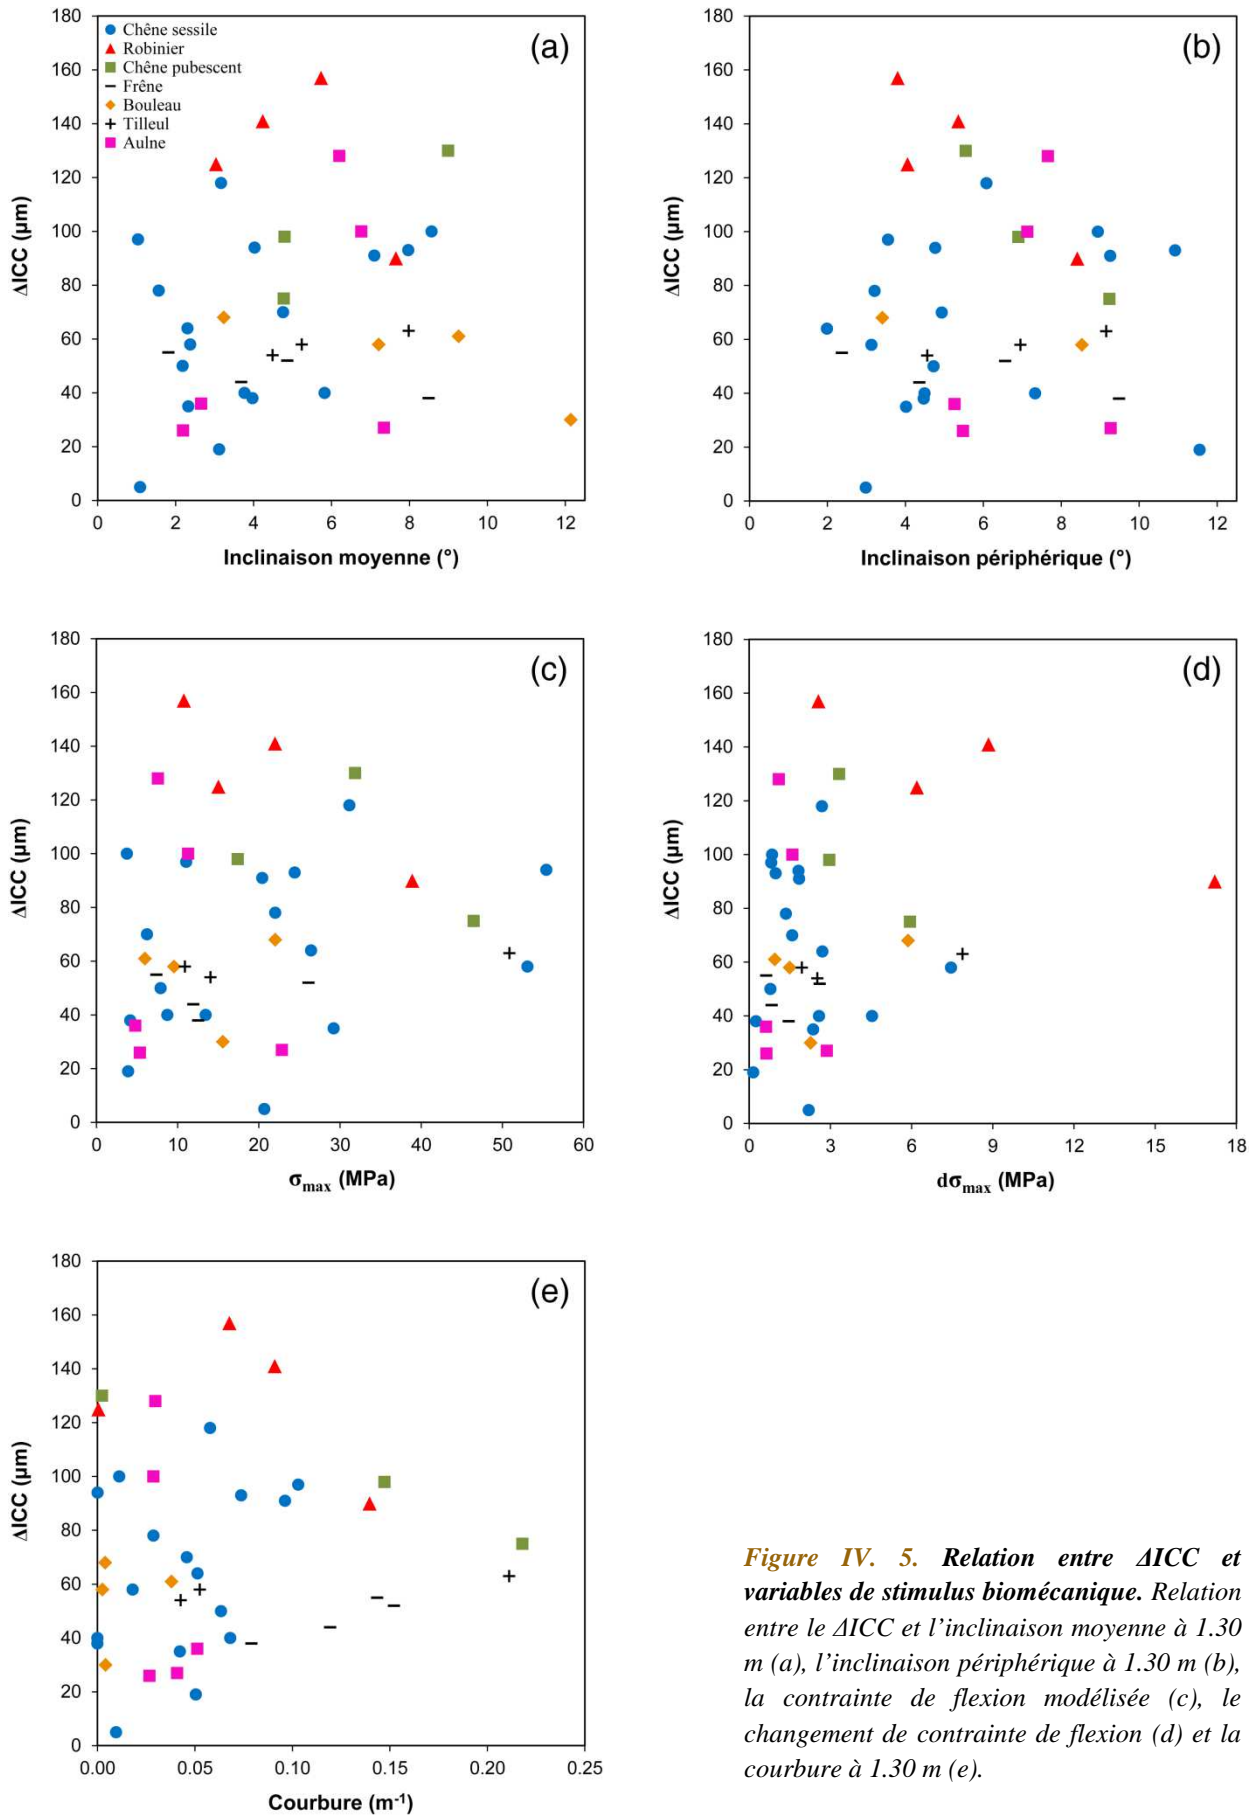 180
160
140
120
100
80
60
40
20
0
ΔICC (µm)
Chêne sessile
Robinier
Chêne pubescent
Frêne
Bouleau
Tilleul
Aulne
(a)
0 2 4 6 8 10 12
Inclinaison moyenne (°)
180
160
140
120
100
80
60
40
20
0
ΔICC (µm)
(b)
0 2 4 6 8 10 12
Inclinaison périphérique (°)
180
160
140
120
100
80
60
40
20
0
ΔICC (µm)
(c)
0 10 20 30 40 50 60
σmax (MPa)
180
160
140
120
100
80
60
40
20
0
ΔICC (µm)
(d)
0 3 6 9 12 15 18
dσmax (MPa)
180
160
140
120
100
80
60
40
20
0
ΔICC (µm)
(e)
0.00 0.05 0.10 0.15 0.20 0.25
Courbure (m⁻¹)
Figure IV. 5. Relation entre ΔICC et
variables de stimulus biomécanique. Relation
entre le ΔICC et l’inclinaison moyenne à 1.30
m (a), l’inclinaison périphérique à 1.30 m (b),
la contrainte de flexion modélisée (c), le
changement de contrainte de flexion (d) et la
courbure à 1.30 m (e).